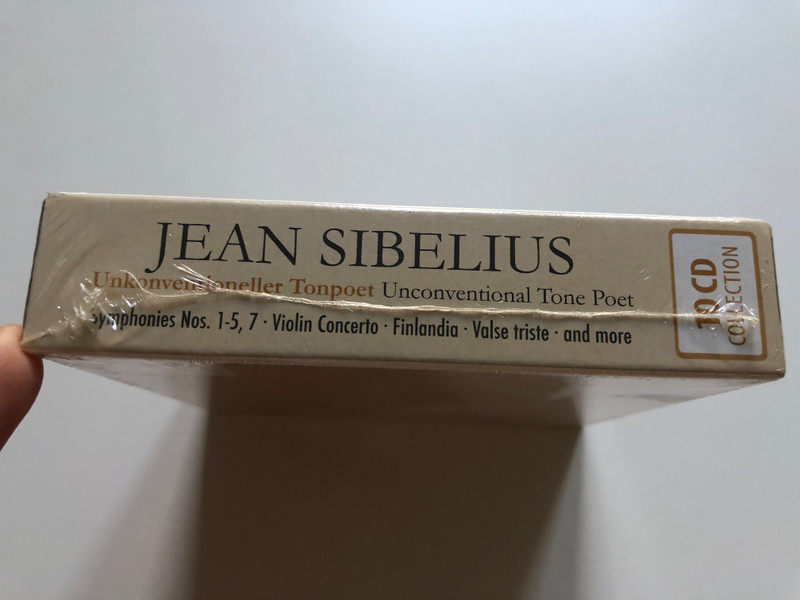 JEAN SIBELIUS
Unkonventioneller Tonpoet Unconventional Tone Poet
Symphonies Nos. 1-5, 7 · Violin Concerto · Finlandia · Valse triste · and more
10 CD
COLLECTION